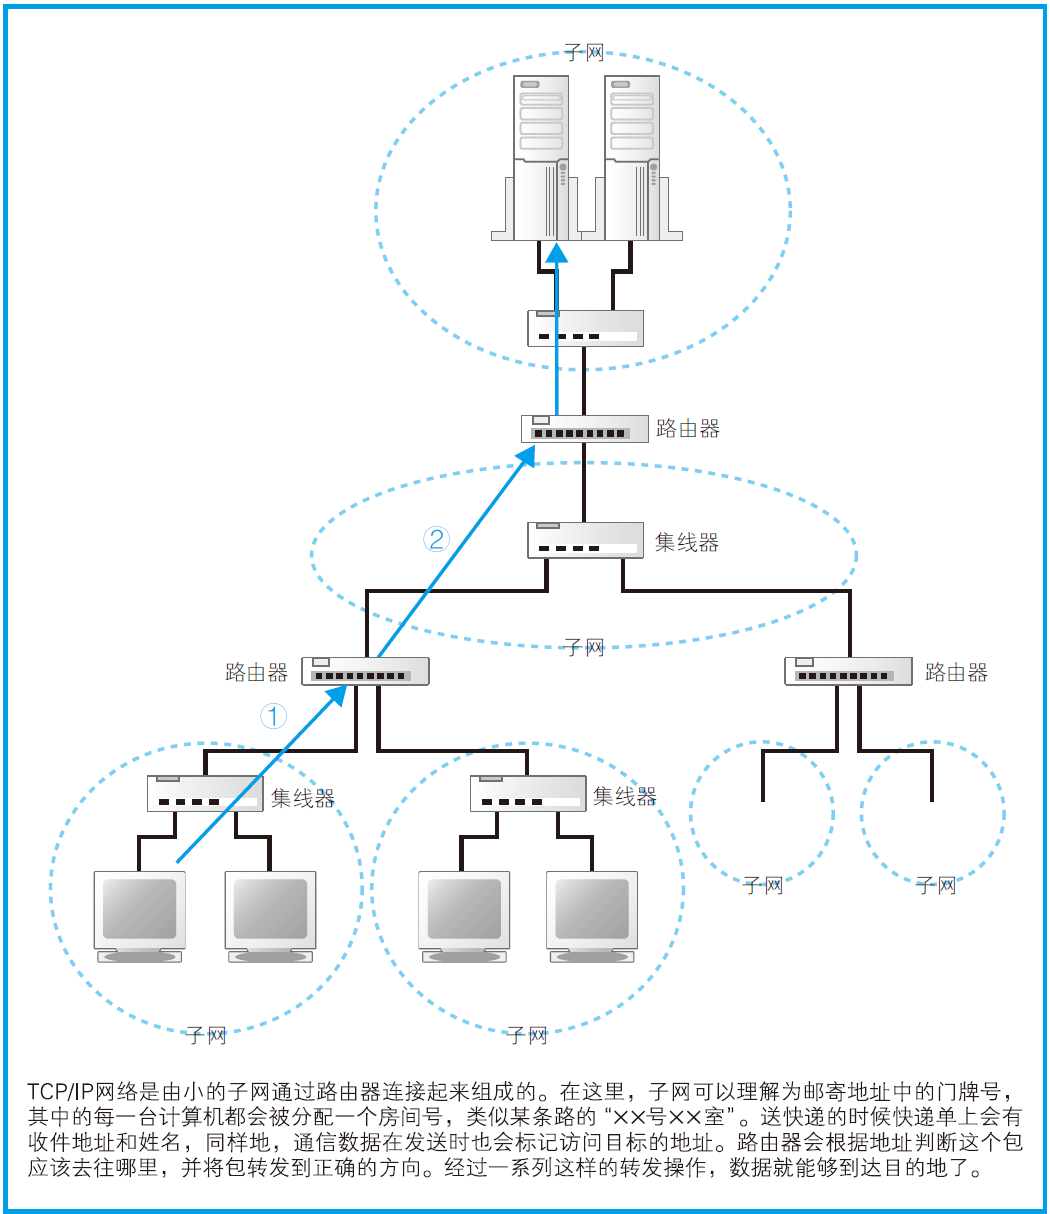 子网
路由器
②
集线器
子网
路由器
路由器
①
集线器
集线器
子网
子网
子网
子网
TCP/IP网络是由小的子网通过路由器连接起来组成的。在这里，子网可以理解为邮寄地址中的门牌号，
其中的每一台计算机都会被分配一个房间号，类似某条路的“××号××室”。送快递的时候快递单上会有
收件地址和姓名，同样地，通信数据在发送时也会标记访问目标的地址。路由器会根据地址判断这个包
应该去往哪里，并将包转发到正确的方向。经过一系列这样的转发操作，数据就能够到达目的地了。